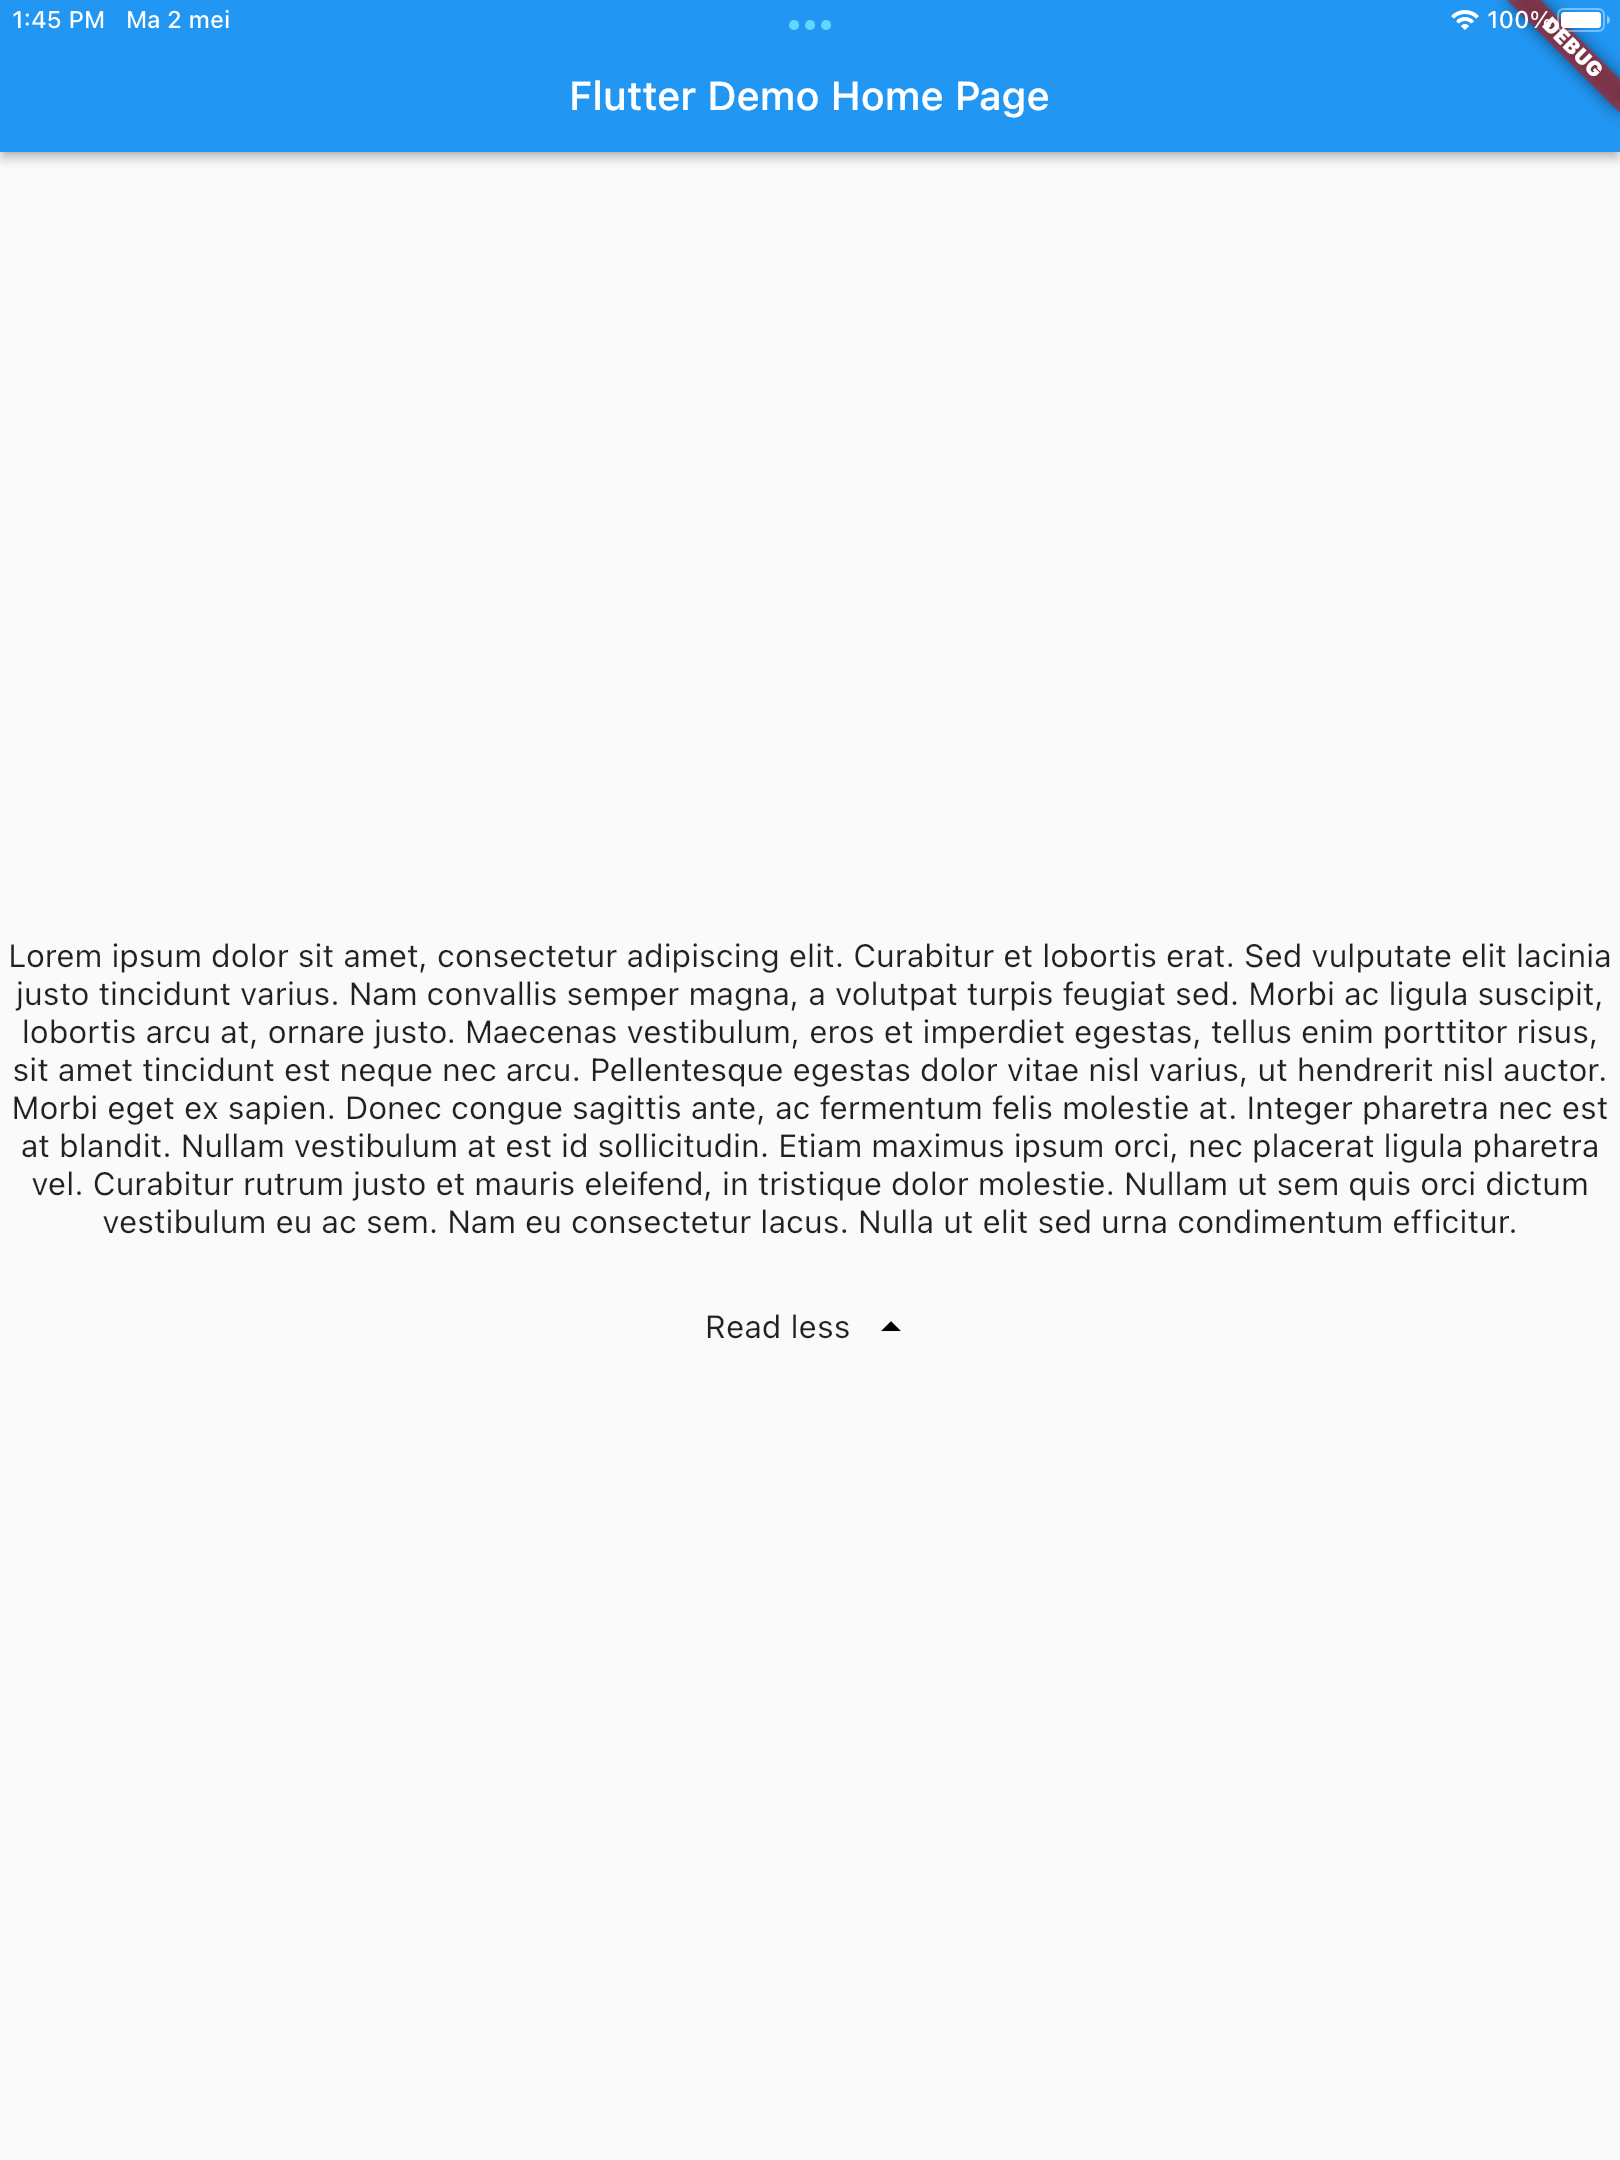 1:45 PM Ma 2 mei
100%
DEBUG
Flutter Demo Home Page
Lorem ipsum dolor sit amet, consectetur adipiscing elit. Curabitur et lobortis erat. Sed vulputate elit lacinia
justo tincidunt varius. Nam convallis semper magna, a volutpat turpis feugiat sed. Morbi ac ligula suscipit,
lobortis arcu at, ornare justo. Maecenas vestibulum, eros et imperdiet egestas, tellus enim porttitor risus,
sit amet tincidunt est neque nec arcu. Pellentesque egestas dolor vitae nisl varius, ut hendrerit nisl auctor.
Morbi eget ex sapien. Donec congue sagittis ante, ac fermentum felis molestie at. Integer pharetra nec est
at blandit. Nullam vestibulum at est id sollicitudin. Etiam maximus ipsum orci, nec placerat ligula pharetra
vel. Curabitur rutrum justo et mauris eleifend, in tristique dolor molestie. Nullam ut sem quis orci dictum
vestibulum eu ac sem. Nam eu consectetur lacus. Nulla ut elit sed urna condimentum efficitur.
Read less